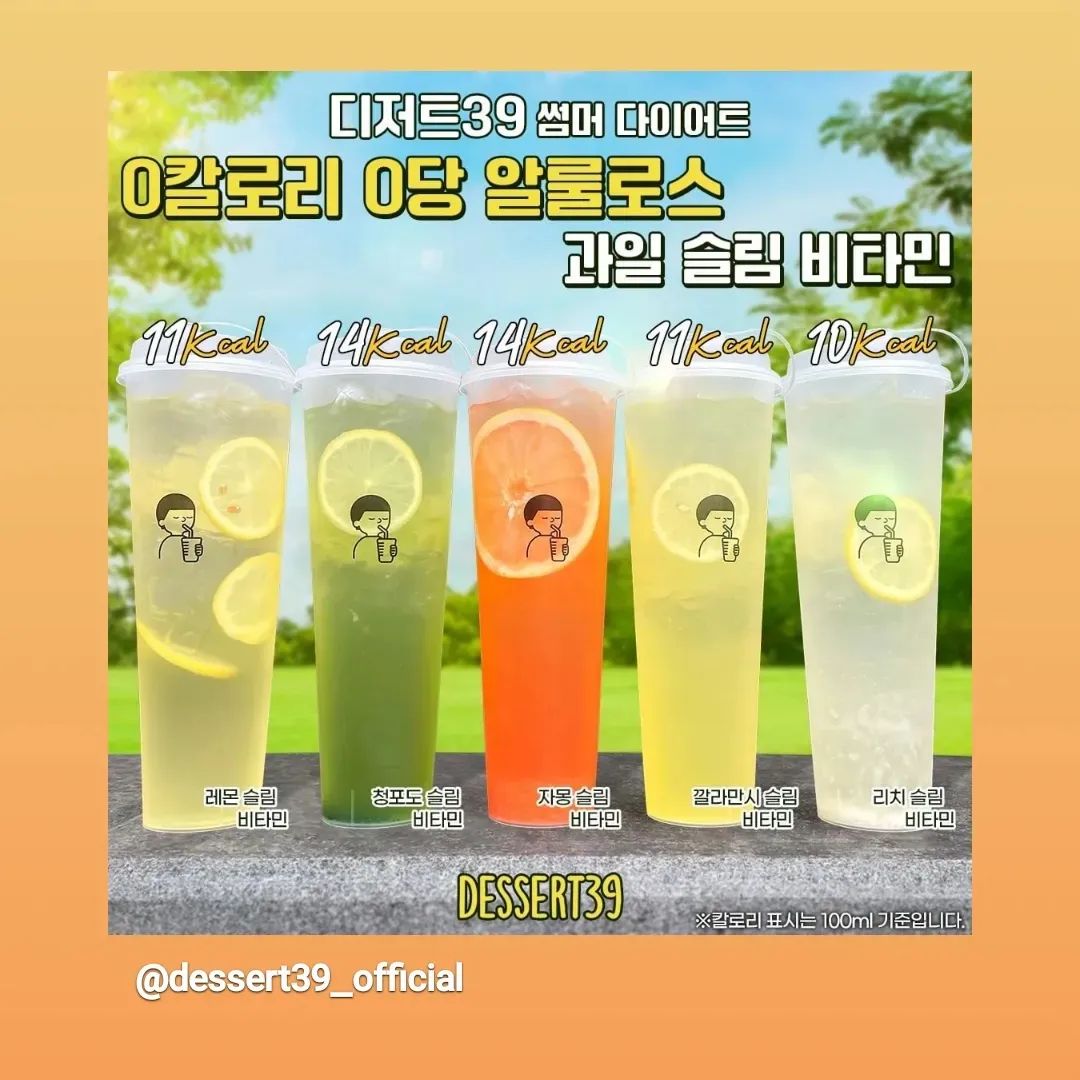 디저트39 썸머 다이어트
0칼로리 0당 알룰로스
과일 슬림 비타민
11Kcal 14Kcal 14Kcal 11Kcal 10Kcal
레몬 슬림
비타민
청포도 슬림
비타민
자몽 슬림
비타민
깔라만시 슬림
비타민
리치 슬림
비타민
DESSERT39
※칼로리 표시는 100ml 기준입니다.
@dessert39_official